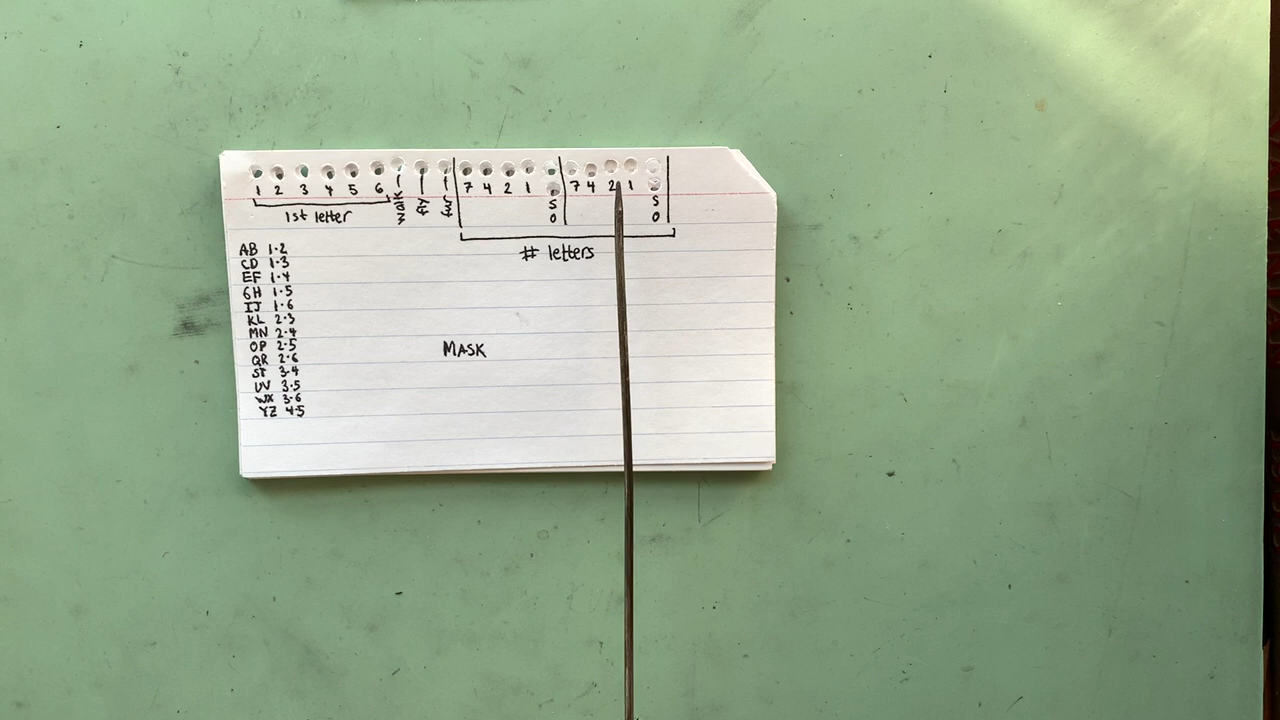 1 2 3 4 5 6 walk fly fur 7 4 2 1 S O 7 4 2 1 S O
1st letter
# letters
AB 1-2
CD 1-3
EF 1-4
GH 1-5
IJ 1-6
KL 2-3
MN 2-4
OP 2-5
QR 2-6
ST 3-4
UV 3-5
WX 3-6
YZ 4-5
MASK